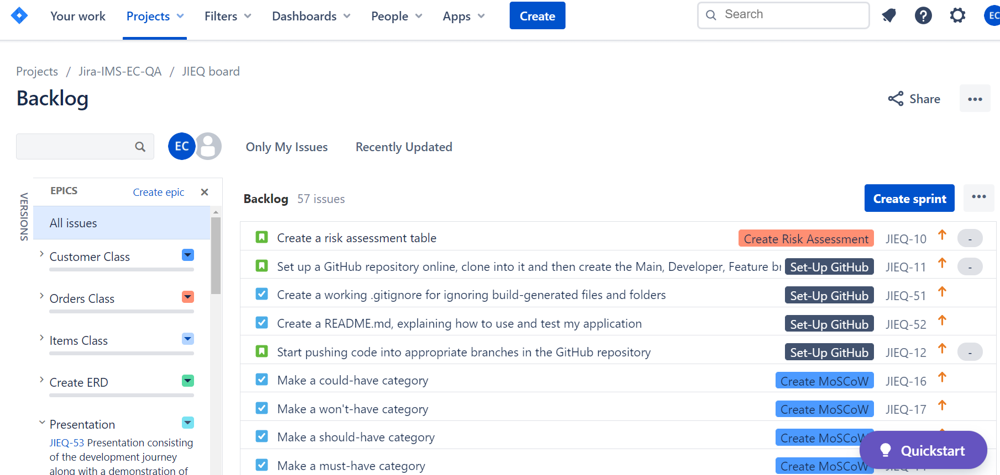 Your work Projects Filters Dashboards People Apps Create Search EC
Projects / Jira-IMS-EC-QA / JIEQ board
Backlog
Share
EC Only My Issues Recently Updated
VERSIONS
EPICS Create epic
All issues
Customer Class
Orders Class
Items Class
Create ERD
Presentation
JIEQ-53 Presentation consisting
of the development journey
along with a demonstration of
Backlog 57 issues Create sprint
Create a risk assessment table Create Risk Assessment JIEQ-10 -
Set up a GitHub repository online, clone into it and then create the Main, Developer, Feature br Set-Up GitHub JIEQ-11 -
Create a working .gitignore for ignoring build-generated files and folders Set-Up GitHub JIEQ-51
Create a README.md, explaining how to use and test my application Set-Up GitHub JIEQ-52
Start pushing code into appropriate branches in the GitHub repository Set-Up GitHub JIEQ-12 -
Make a could-have category Create MoSCoW JIEQ-16
Make a won't-have category Create MoSCoW JIEQ-17
Make a should-have category Create MoSCoW
Make a must-have category Create MoSCoW
Quickstart